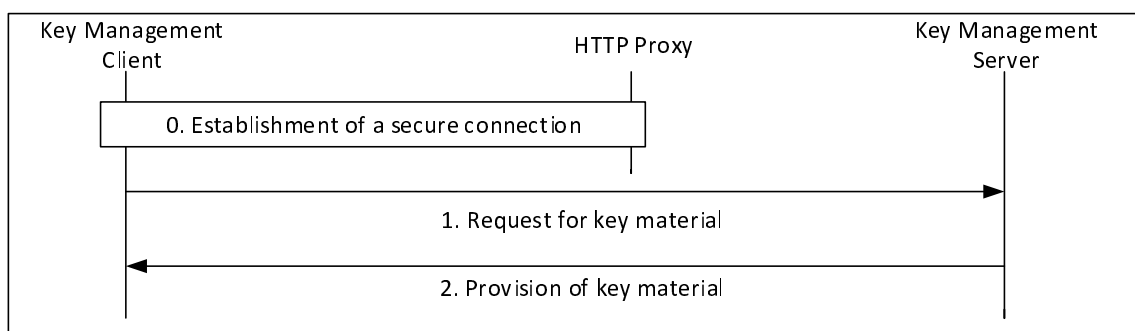 Key Management
Client
HTTP Proxy
Key Management
Server
0. Establishment of a secure connection
1. Request for key material
2. Provision of key material